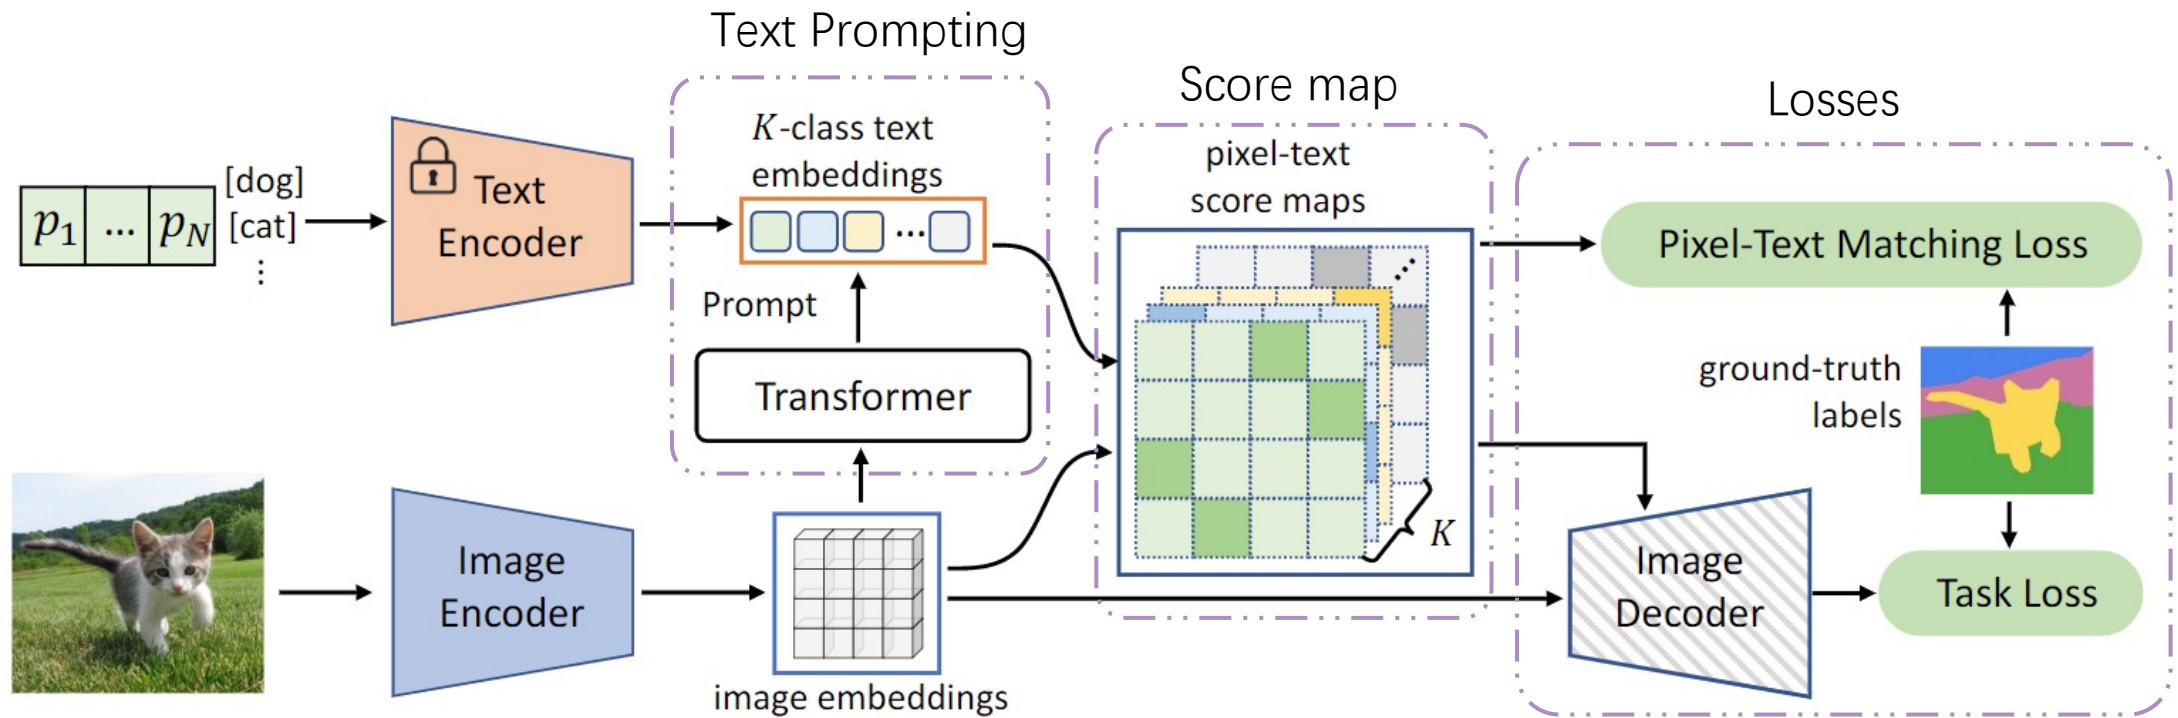 Text Prompting
Score map
Losses
p₁ ... p_N
[dog]
[cat]
⋮
Text
Encoder
K-class text
embeddings
...
Prompt
Transformer
pixel-text
score maps
K
Pixel-Text Matching Loss
ground-truth
labels
Image
Encoder
image embeddings
Image
Decoder
Task Loss